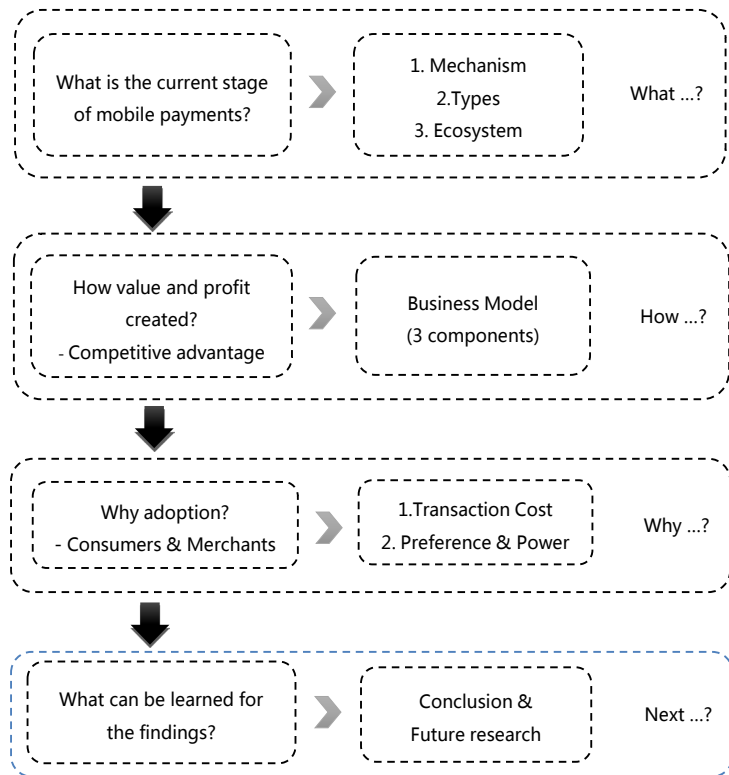 What is the current stage
of mobile payments?
1. Mechanism
2.Types
3. Ecosystem
What ...?
How value and profit
created?
- Competitive advantage
Business Model
(3 components)
How ...?
Why adoption?
- Consumers & Merchants
1.Transaction Cost
2. Preference & Power
Why ...?
What can be learned for
the findings?
Conclusion &
Future research
Next ...?